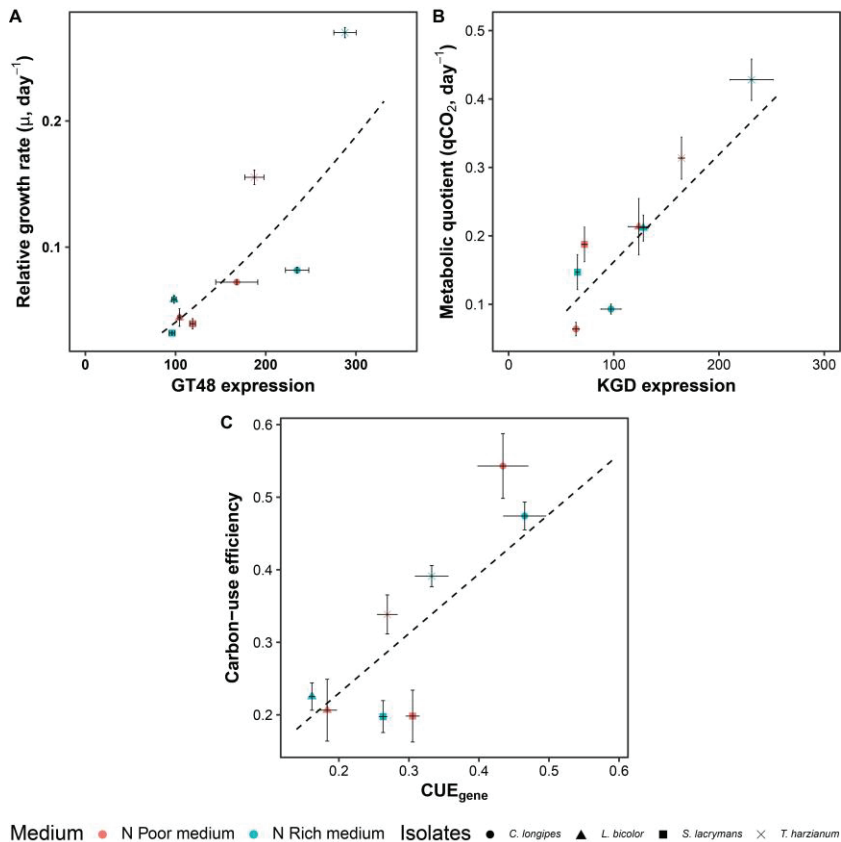 A
B
Relative growth rate (μ, day−1)
0.2
0.1
0
100
200
300
GT48 expression
Metabolic quotient (qCO2, day−1)
0.5
0.4
0.3
0.2
0.1
0
100
200
300
KGD expression
C
Carbon−use efficiency
0.6
0.5
0.4
0.3
0.2
0.2
0.3
0.4
0.5
0.6
CUEgene
Medium N Poor medium N Rich medium Isolates C. longipes L. bicolor S. lacrymans T. harzianum